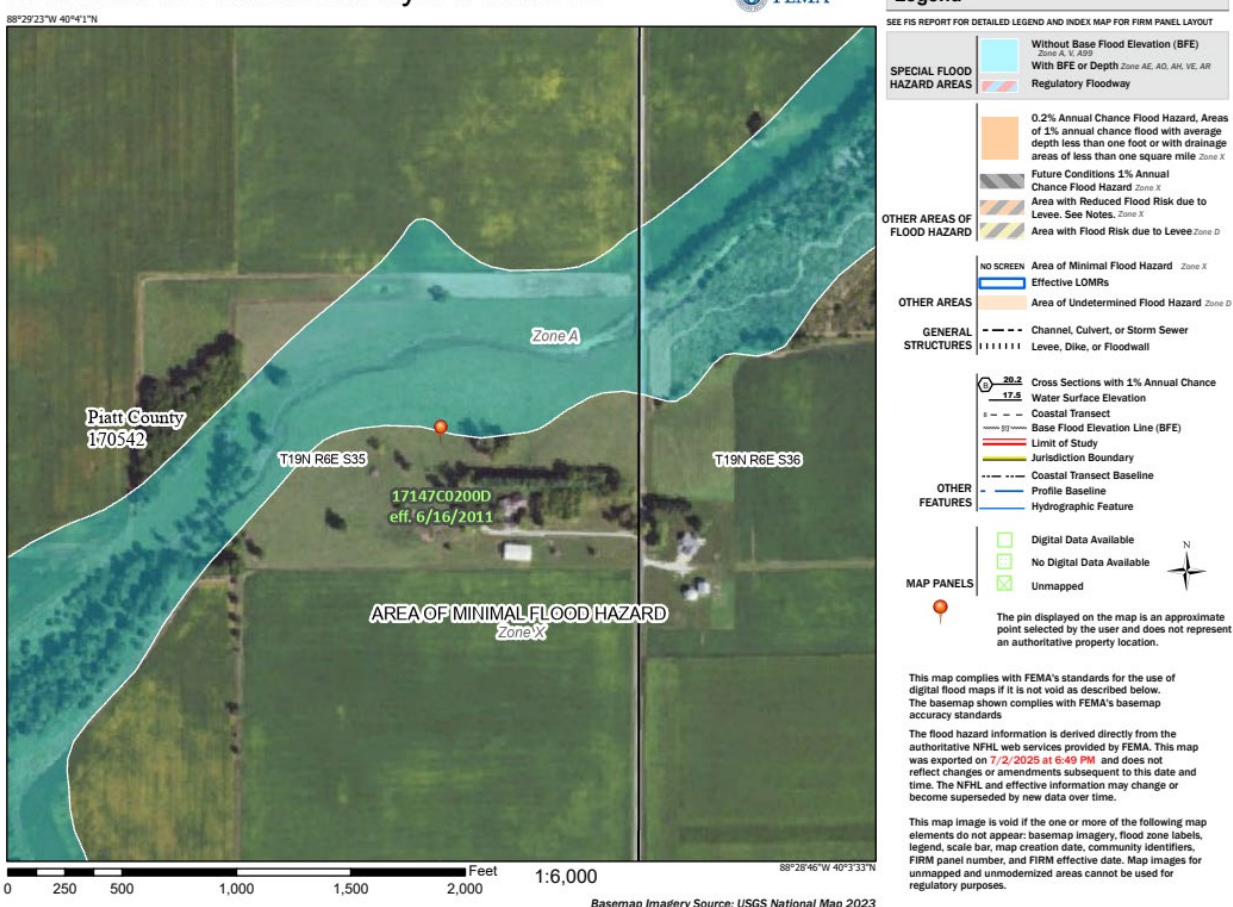 FEMA
Legend
88°29'23"W 40°4'1"N
SEE FIS REPORT FOR DETAILED LEGEND AND INDEX MAP FOR FIRM PANEL LAYOUT
SPECIAL FLOOD
HAZARD AREAS
Without Base Flood Elevation (BFE)
Zone A, V, A99
With BFE or Depth Zone AE, AO, AH, VE, AR
Regulatory Floodway
0.2% Annual Chance Flood Hazard, Areas
of 1% annual chance flood with average
depth less than one foot or with drainage
areas of less than one square mile Zone X
Future Conditions 1% Annual
Chance Flood Hazard Zone X
Area with Reduced Flood Risk due to
Levee. See Notes. Zone X
Area with Flood Risk due to Levee Zone D
OTHER AREAS OF
FLOOD HAZARD
NO SCREEN Area of Minimal Flood Hazard Zone X
Effective LOMRs
OTHER AREAS
Area of Undetermined Flood Hazard Zone D
GENERAL
STRUCTURES
Channel, Culvert, or Storm Sewer
Levee, Dike, or Floodwall
B 20.2 Cross Sections with 1% Annual Chance
17.5 Water Surface Elevation
8 Coastal Transect
513 Base Flood Elevation Line (BFE)
Limit of Study
Jurisdiction Boundary
Coastal Transect Baseline
OTHER
FEATURES
Profile Baseline
Hydrographic Feature
Digital Data Available
No Digital Data Available
N
MAP PANELS
Unmapped
The pin displayed on the map is an approximate
point selected by the user and does not represent
an authoritative property location.
This map complies with FEMA's standards for the use of
digital flood maps if it is not void as described below.
The basemap shown complies with FEMA's basemap
accuracy standards
The flood hazard information is derived directly from the
authoritative NFHL web services provided by FEMA. This map
was exported on 7/2/2025 at 6:49 PM and does not
reflect changes or amendments subsequent to this date and
time. The NFHL and effective information may change or
become superseded by new data over time.
This map image is void if the one or more of the following map
elements do not appear: basemap imagery, flood zone labels,
legend, scale bar, map creation date, community identifiers,
FIRM panel number, and FIRM effective date. Map images for
unmapped and unmodernized areas cannot be used for
regulatory purposes.
Zone A
Piatt County
170542
T19N R6E S35
T19N R6E S36
17147C0200D
eff. 6/16/2011
AREA OF MINIMAL FLOOD HAZARD
Zone X
88°28'46"W 40°3'33"N
Feet
1:6,000
0 250 500 1,000 1,500 2,000
Basemap Imagery Source: USGS National Map 2023